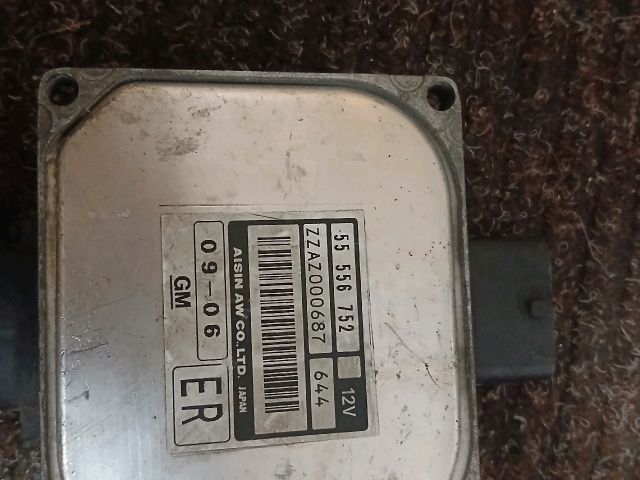 55 556 752 12V
ZZAZ000687 644
AISIN AW CO.,LTD. JAPAN
09-06 ER
GM